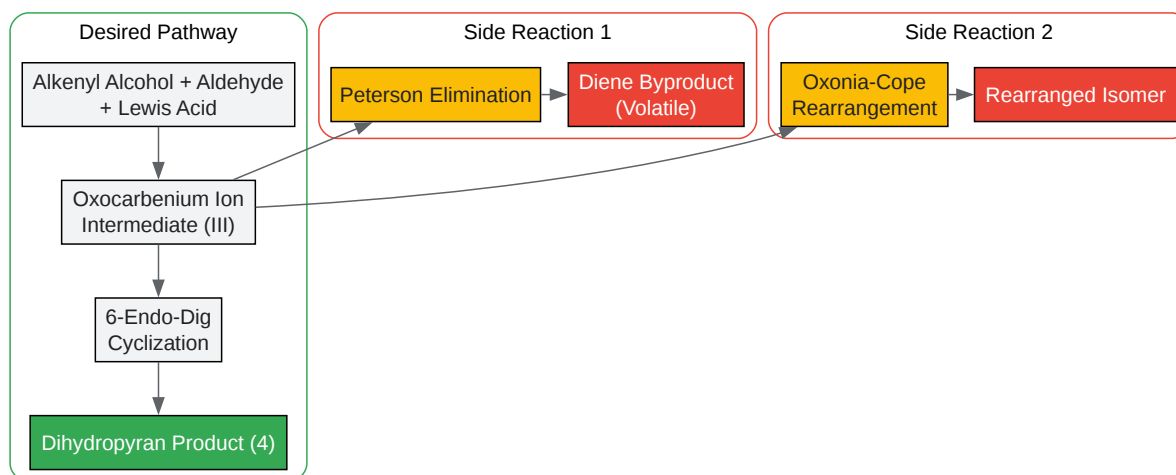 Desired Pathway
Alkenyl Alcohol + Aldehyde
+ Lewis Acid
Oxocarbenium Ion
Intermediate (III)
6-Endo-Dig
Cyclization
Dihydropyran Product (4)
Side Reaction 1
Peterson Elimination
Diene Byproduct
(Volatile)
Side Reaction 2
Oxonia-Cope
Rearrangement
Rearranged Isomer